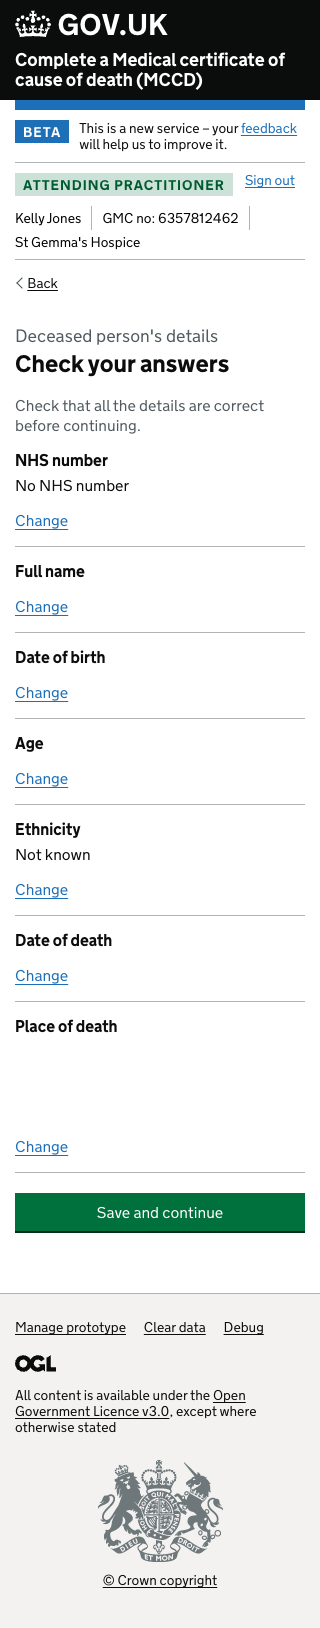 GOV.UK
Complete a Medical certificate of
cause of death (MCCD)
BETA
This is a new service – your feedback
will help us to improve it.
ATTENDING PRACTITIONER
Sign out
Kelly Jones
GMC no: 6357812462
St Gemma's Hospice
Back
Deceased person's details
Check your answers
Check that all the details are correct
before continuing.
NHS number
No NHS number
Change
Full name
Change
Date of birth
Change
Age
Change
Ethnicity
Not known
Change
Date of death
Change
Place of death
Change
Save and continue
Manage prototype
Clear data
Debug
OGL
All content is available under the Open
Government Licence v3.0, except where
otherwise stated
DIEU ET MON DROIT
© Crown copyright